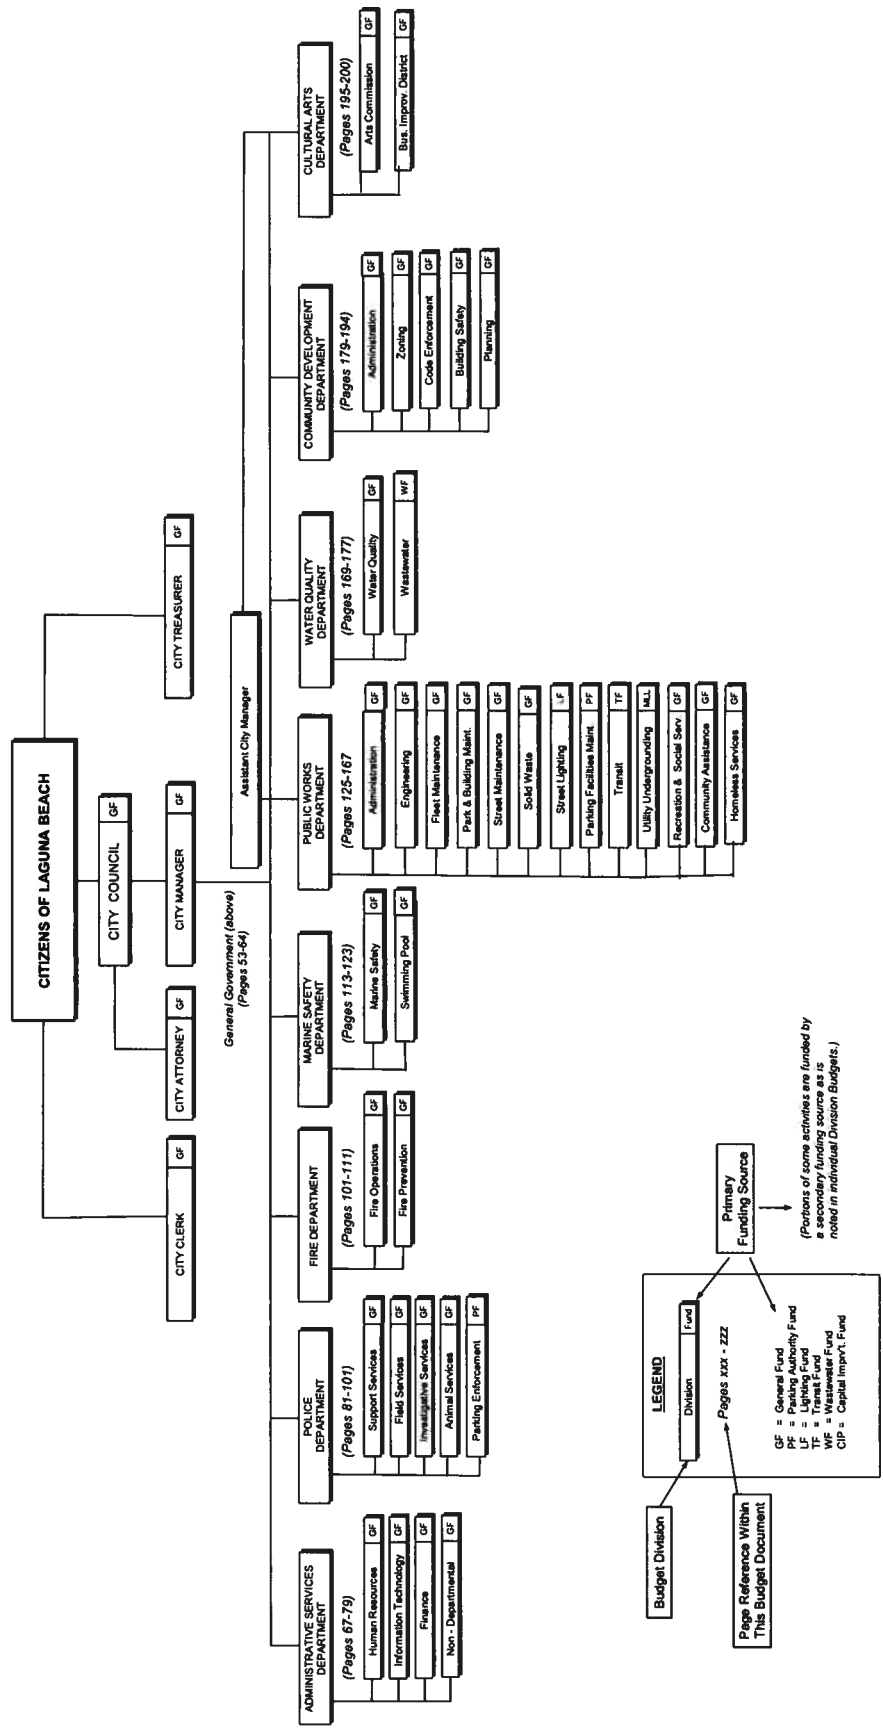 CITIZENS OF LAGUNA BEACH
CITY COUNCIL GF
CITY CLERK GF
CITY ATTORNEY GF
CITY MANAGER GF
CITY TREASURER GF
General Government (above)
(Pages 53-64)
Assistant City Manager
ADMINISTRATIVE SERVICES
DEPARTMENT
(Pages 67-79)
Human Resources GF
Information Technology GF
Finance GF
Non - Departmental GF
POLICE
DEPARTMENT
(Pages 81-101)
Support Services GF
Field Services GF
Investigative Services GF
Animal Services GF
Parking Enforcement PF
FIRE DEPARTMENT
(Pages 101-111)
Fire Operations GF
Fire Prevention GF
MARINE SAFETY
DEPARTMENT
(Pages 113-123)
Marine Safety GF
Swimming Pool GF
PUBLIC WORKS
DEPARTMENT
(Pages 125-167
Administration GF
Engineering GF
Fleet Maintenance GF
Park & Building Maint. GF
Street Maintenance GF
Solid Waste GF
Street Lighting LF
Parking Facilities Maint. PF
Transit TF
Utility Undergrounding MLL
Recreation & Social Serv. GF
Community Assistance GF
Homeless Services GF
WATER QUALITY
DEPARTMENT
(Pages 169-177)
Water Quality GF
Wastewater WF
COMMUNITY DEVELOPMENT
DEPARTMENT
(Pages 179-194)
Administration GF
Zoning GF
Code Enforcement GF
Building Safety GF
Planning GF
CULTURAL ARTS
DEPARTMENT
(Pages 195-200)
Arts Commission GF
Bus. Improv. District GF
LEGEND
Budget Division
Division Fund
Pages xxx - zzz
Page Reference Within
This Budget Document
GF = General Fund
PF = Parking Authority Fund
LF = Lighting Fund
TF = Transit Fund
WF = Wastewater Fund
CIP = Capital Imprv't. Fund
Primary
Funding Source
(Portions of some activities are funded by
a secondary funding source as is
noted in individual Division Budgets.)